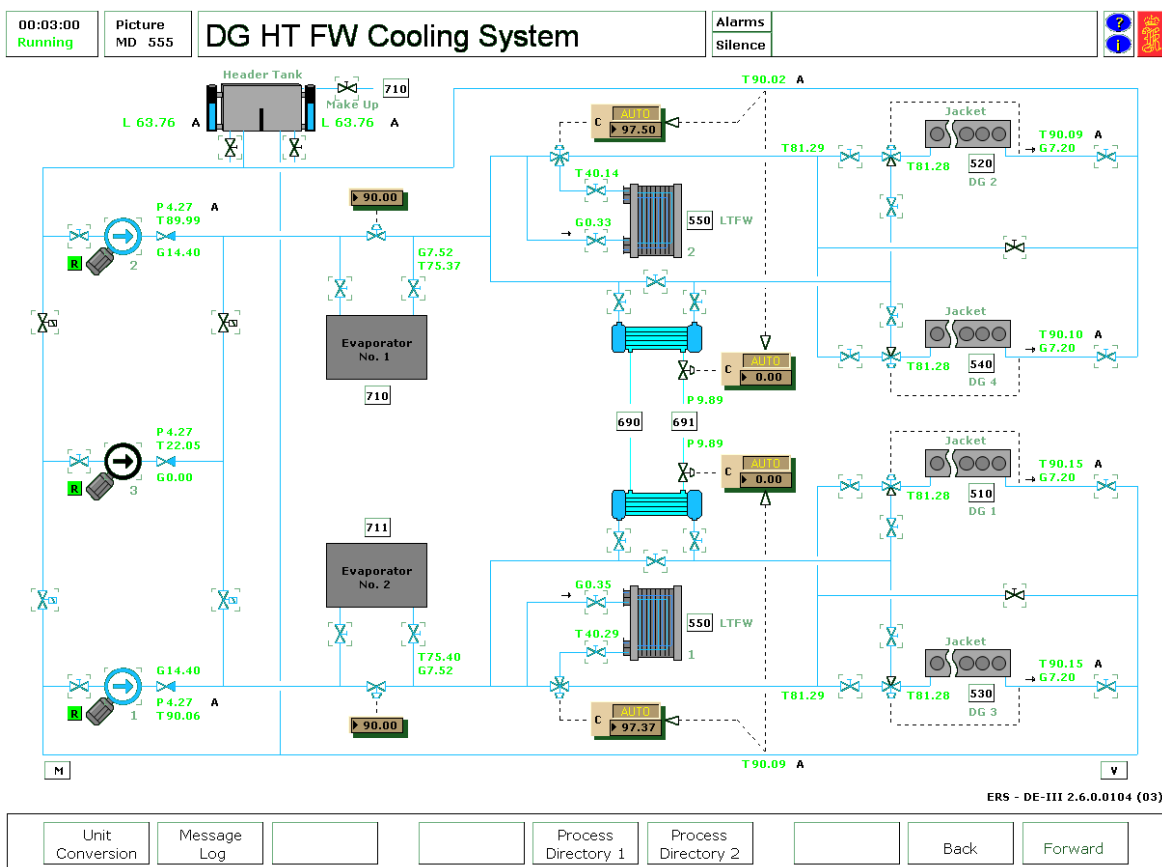 00:03:00
Running
Picture
MD 555
DG HT FW Cooling System
Alarms
Silence
?
i
Header Tank
710
Make Up
L 63.76 A
L 63.76 A
T90.02 A
C AUTO
97.50
T81.29
Jacket
T90.09 A
G7.20
520
DG 2
T81.28
T40.14
550 LTFW
G0.33
2
90.00
P4.27 A
T89.99
G14.40
R
2
G7.52
T75.37
Evaporator
No. 1
710
Jacket
T90.10 A
G7.20
540
DG 4
T81.28
C AUTO
0.00
P9.89
690
691
P4.27
T22.05
G0.00
R
3
P9.89
C AUTO
0.00
Jacket
T90.15 A
G7.20
510
DG 1
T81.28
711
Evaporator
No. 2
G0.35
550 LTFW
T40.29
1
T75.40
G7.52
G14.40
P4.27 A
T90.06
R
1
90.00
C AUTO
97.37
T81.29
Jacket
T90.15 A
G7.20
530
DG 3
T81.28
T90.09 A
M
V
ERS - DE-III 2.6.0.0104 (03)
Unit
Conversion
Message
Log
Process
Directory 1
Process
Directory 2
Back
Forward